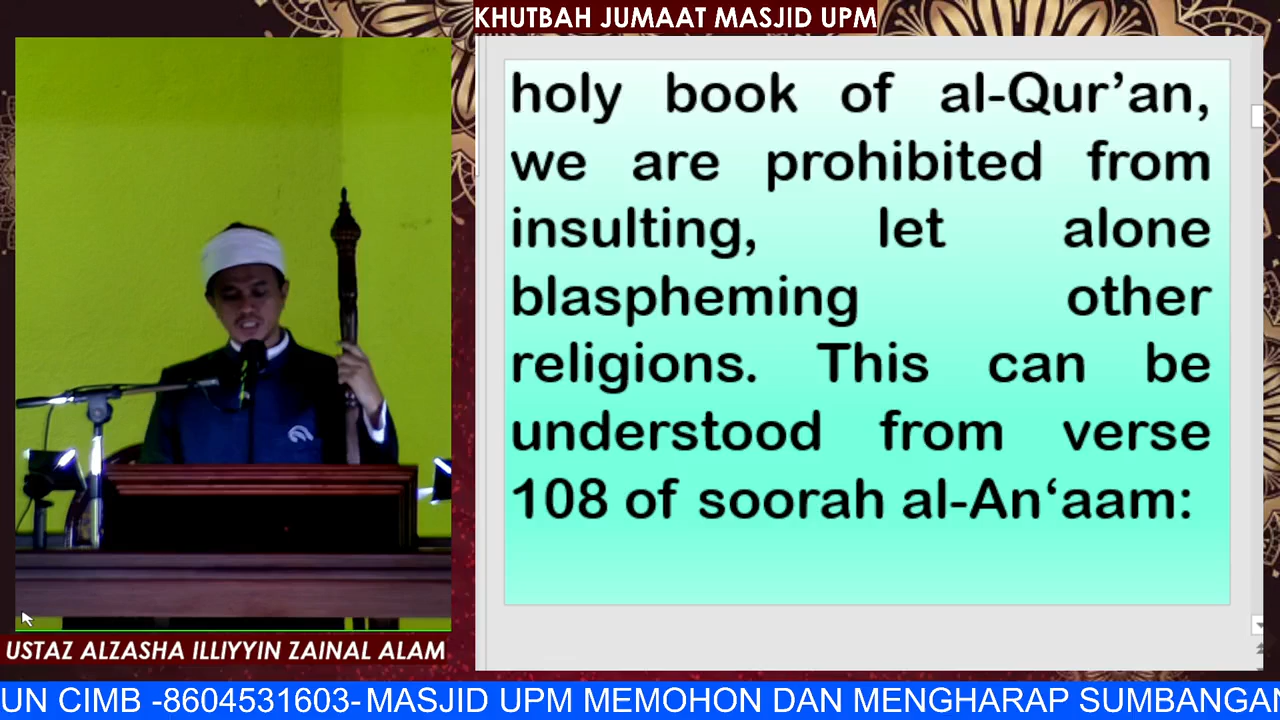 KHUTBAH JUMAAT MASJID UPM
holy book of al-Qur’an,
we are prohibited from
insulting, let alone
blaspheming other
religions. This can be
understood from verse
108 of soorah al-An‘aam:
USTAZ ALZASHA ILLIYYIN ZAINAL ALAM
UN CIMB -8604531603- MASJID UPM MEMOHON DAN MENGHARAP SUMBANGAN